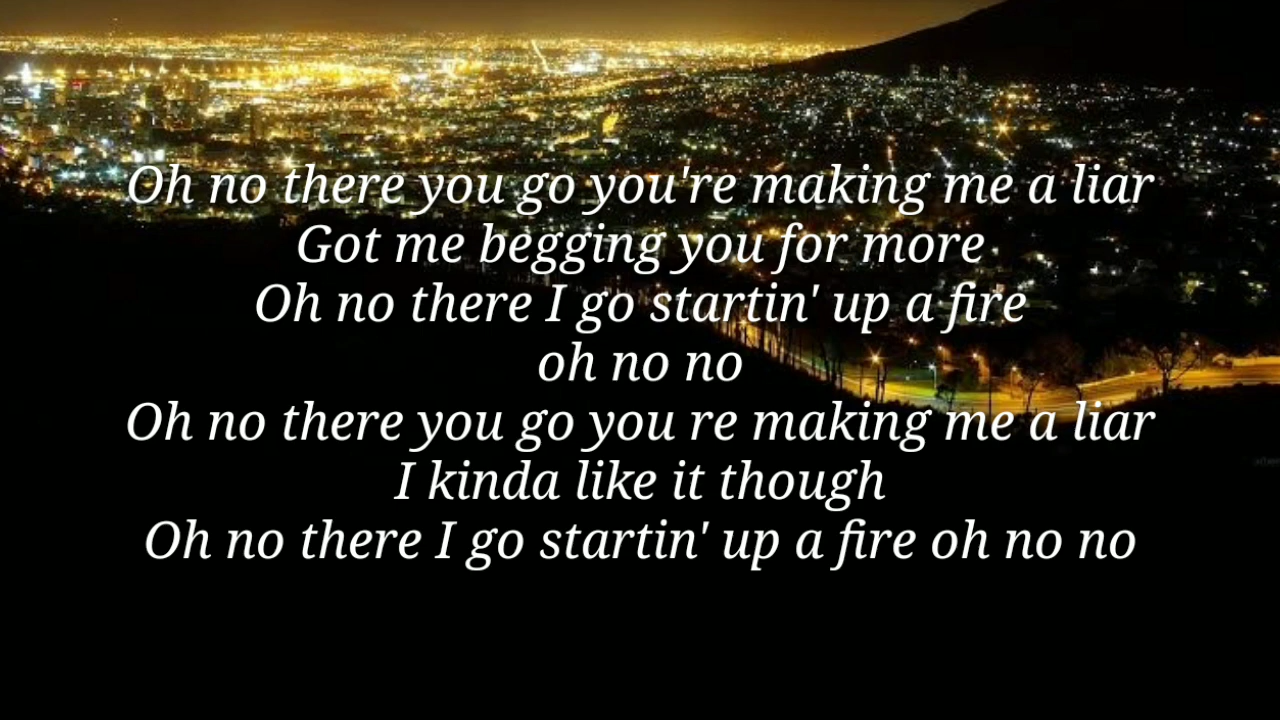 Oh no there you go you're making me a liar
Got me begging you for more
Oh no there I go startin' up a fire
oh no no
Oh no there you go you re making me a liar
I kinda like it though
Oh no there I go startin' up a fire oh no no